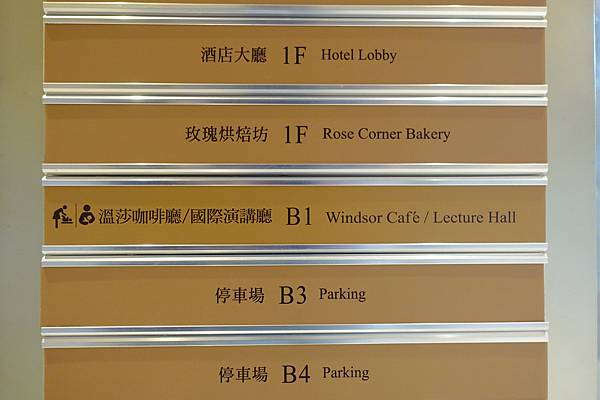 酒店大廳 1F Hotel Lobby
玫瑰烘焙坊 1F Rose Corner Bakery
溫莎咖啡廳/國際演講廳 B1 Windsor Café / Lecture Hall
停車場 B3 Parking
停車場 B4 Parking